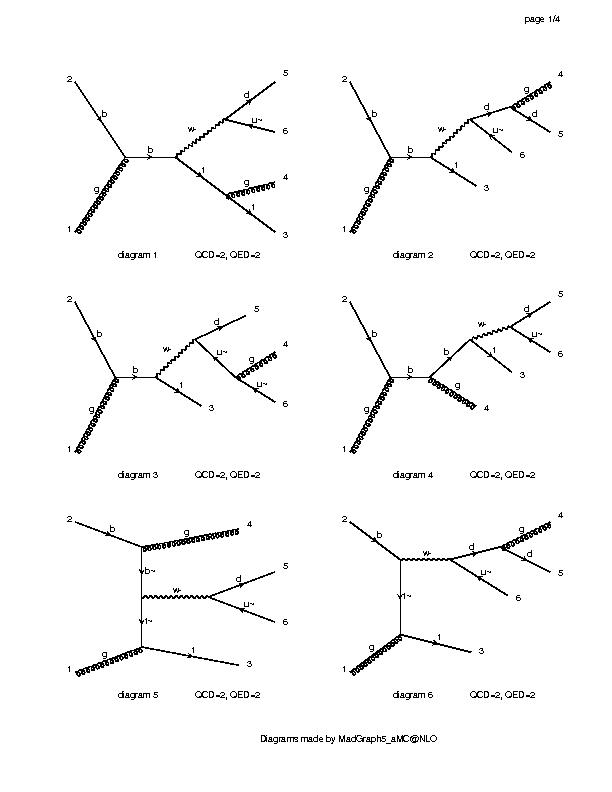 page 1/4
2 b g 1 b w- d 5 u~ 6 1 g 4 1 3
diagram 1 QCD=2, QED=2
2 b g 1 b w- d g 4 d 5 u~ 6 1 3
diagram 2 QCD=2, QED=2
2 b g 1 b w- d 5 u~ g 4 u~ 6 1 3
diagram 3 QCD=2, QED=2
2 b g 1 b b w- d 5 u~ 6 1 3 g 4
diagram 4 QCD=2, QED=2
2 b g 4 b~ w- d 5 u~ 6 1~ g 1 1 3
diagram 5 QCD=2, QED=2
2 b w- d g 4 d 5 u~ 6 1~ g 1 1 3
diagram 6 QCD=2, QED=2
Diagrams made by MadGraph5_aMC@NLO